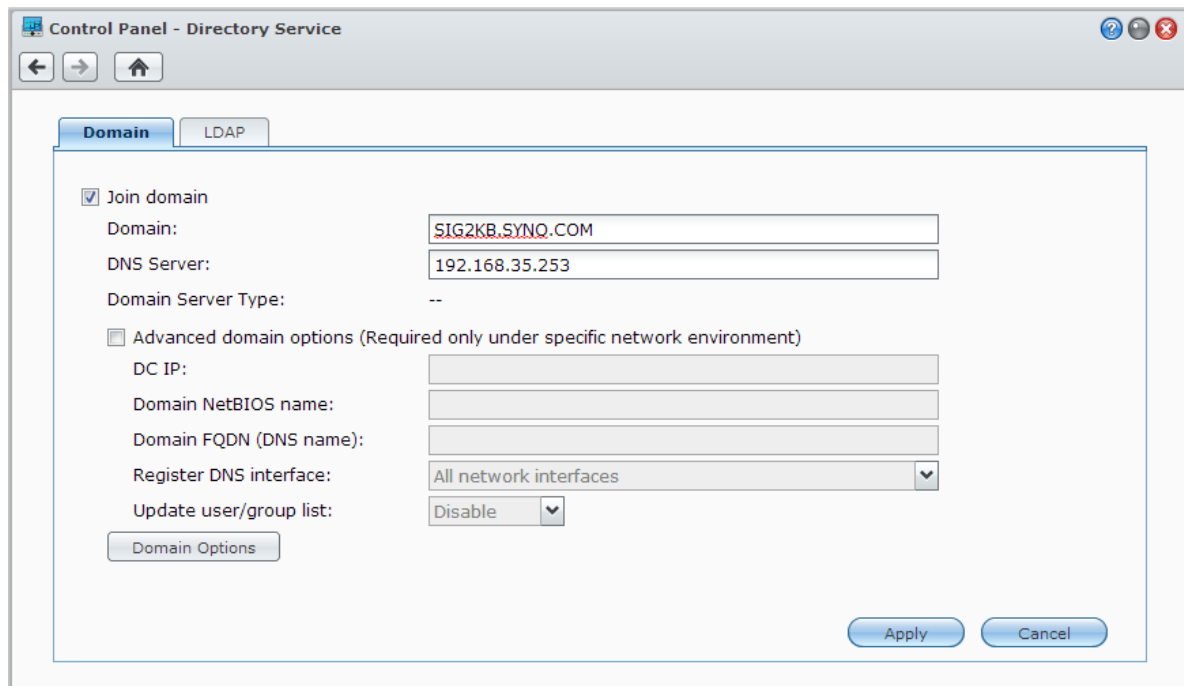 Control Panel - Directory Service
Domain LDAP
Join domain
Domain: SIG2KB.SYNO.COM
DNS Server: 192.168.35.253
Domain Server Type: --
Advanced domain options (Required only under specific network environment)
DC IP:
Domain NetBIOS name:
Domain FQDN (DNS name):
Register DNS interface: All network interfaces
Update user/group list: Disable
Domain Options
Apply Cancel